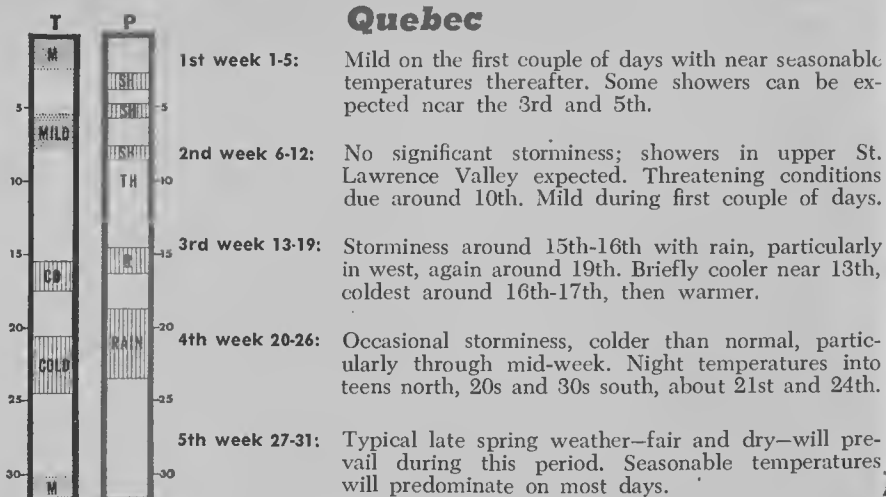 Quebec
T P
M
SH
5 SH 5
MILD
SH
10 TH 10
15 15
R
CD
20 20
RAIN
COLD
25 25
30 30
M
1st week 1-5: Mild on the first couple of days with near seasonable
temperatures thereafter. Some showers can be ex-
pected near the 3rd and 5th.
2nd week 6-12: No significant storminess; showers in upper St.
Lawrence Valley expected. Threatening conditions
due around 10th. Mild during first couple of days.
3rd week 13-19: Storminess around 15th-16th with rain, particularly
in west, again around 19th. Briefly cooler near 13th,
coldest around 16th-17th, then warmer.
4th week 20-26: Occasional storminess, colder than normal, partic-
ularly through mid-week. Night temperatures into
teens north, 20s and 30s south, about 21st and 24th.
5th week 27-31: Typical late spring weather—fair and dry—will pre-
vail during this period. Seasonable temperatures
will predominate on most days.